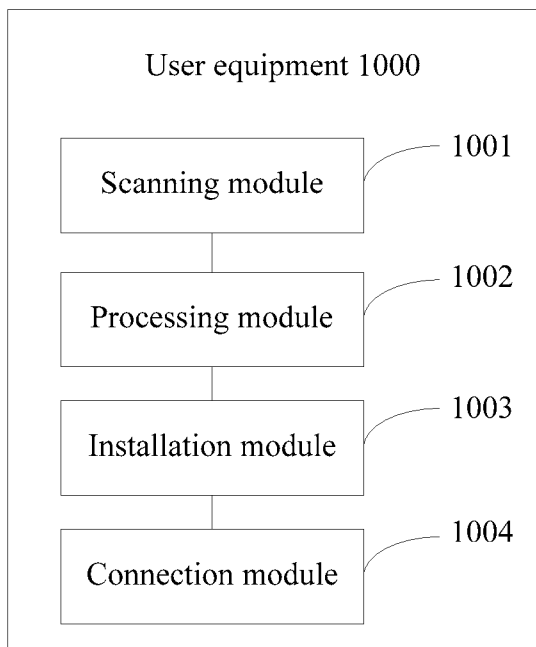 User equipment 1000
1001
Scanning module
1002
Processing module
1003
Installation module
1004
Connection module